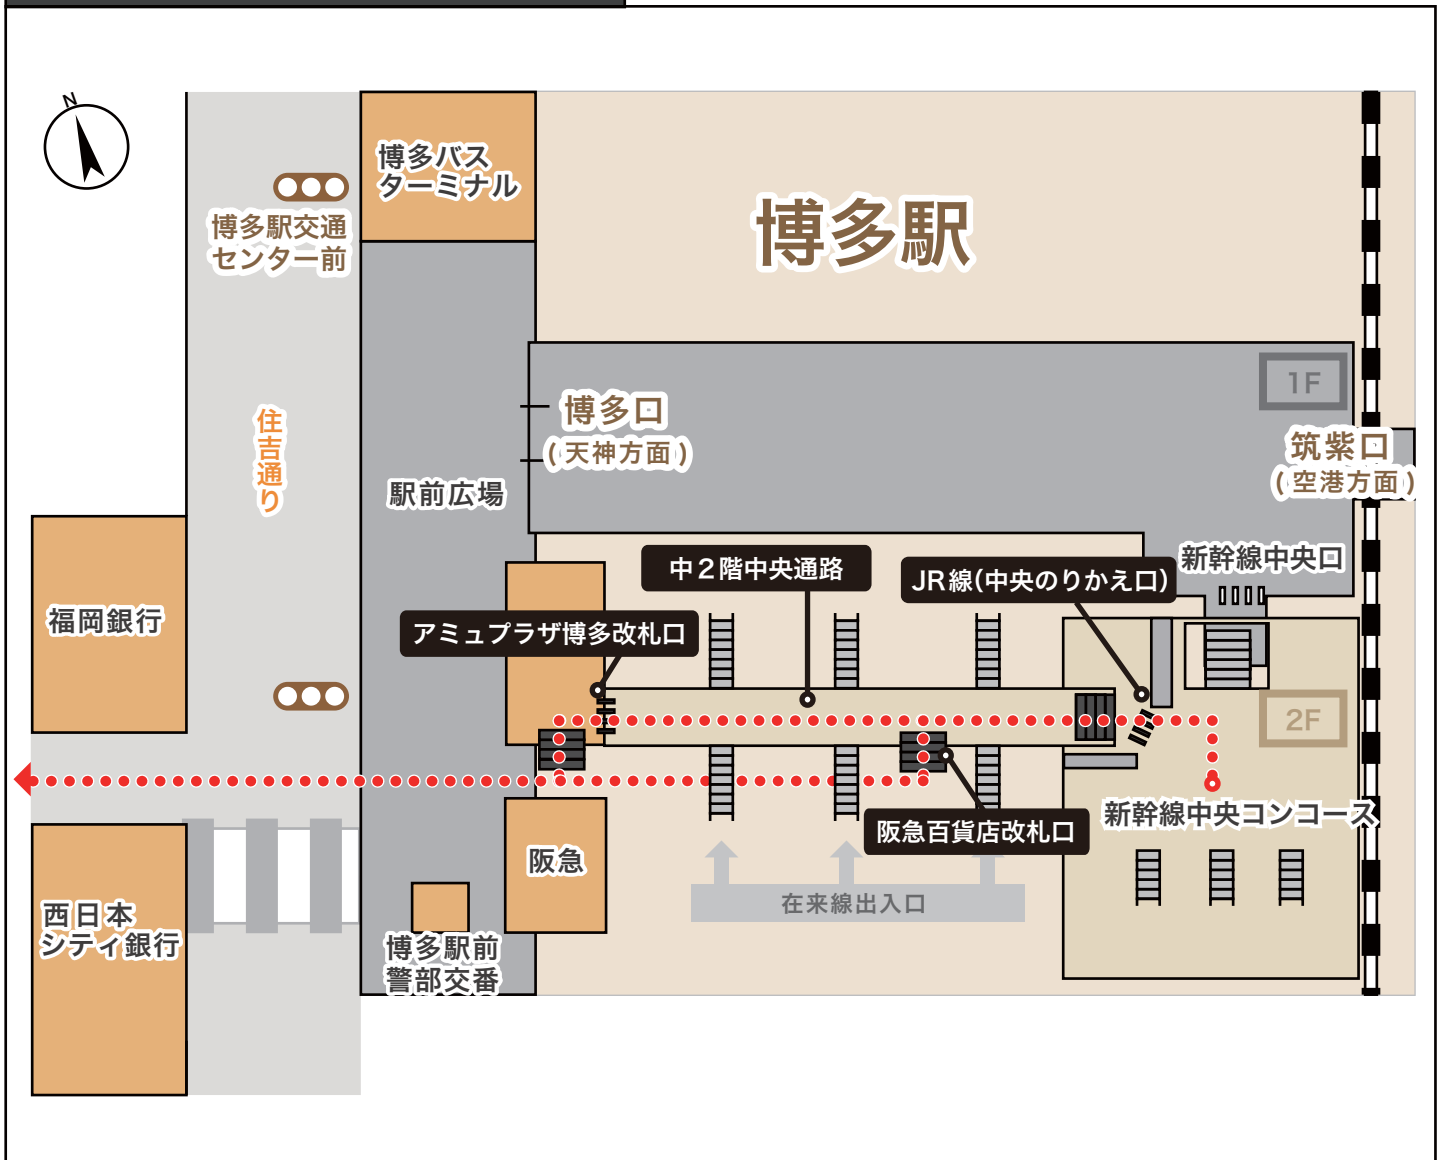 N
博多バス
ターミナル
博多駅交通
センター前
博多駅
1F
博多口
(天神方面)
筑紫口
(空港方面)
住吉通り
駅前広場
新幹線中央口
中2階中央通路
JR線(中央のりかえ口)
アミュプラザ博多改札口
福岡銀行
2F
新幹線中央コンコース
阪急百貨店改札口
阪急
在来線出入口
西日本
シティ銀行
博多駅前
警部交番